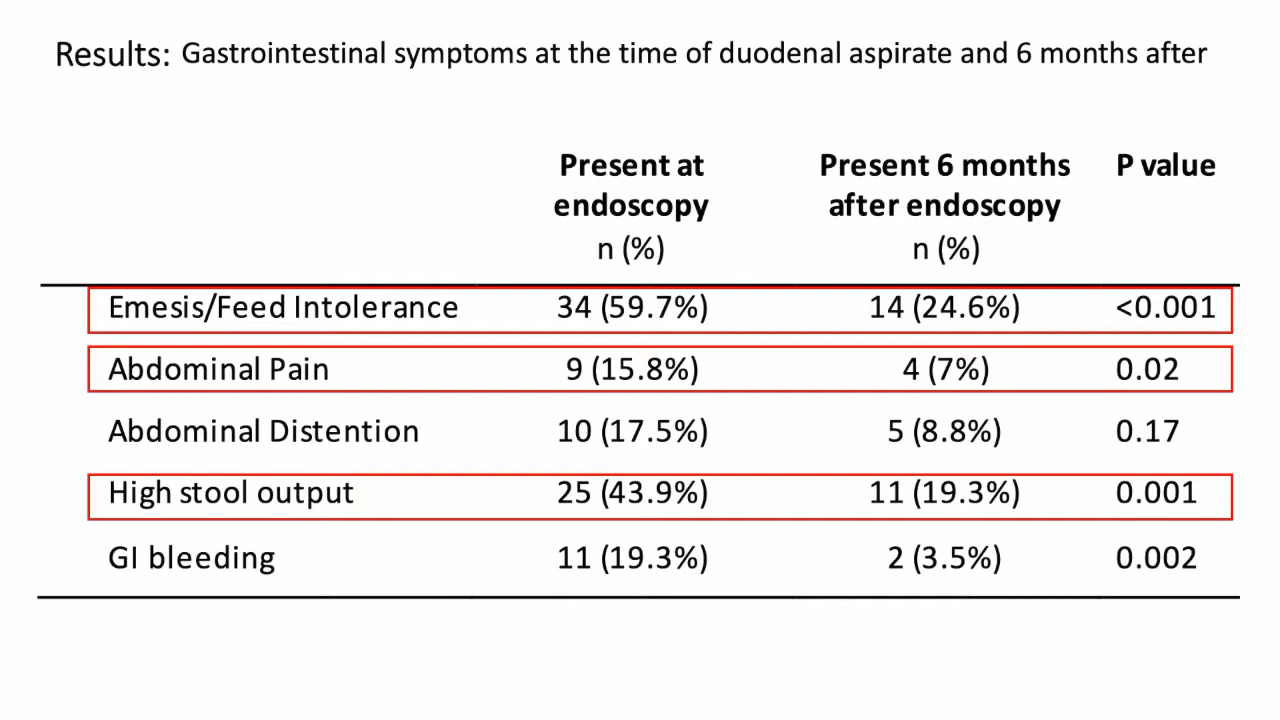 Results: Gastrointestinal symptoms at the time of duodenal aspirate and 6 months after
Present at endoscopy n (%) Present 6 months after endoscopy n (%) P value
Emesis/Feed Intolerance 34 (59.7%) 14 (24.6%) <0.001
Abdominal Pain 9 (15.8%) 4 (7%) 0.02
Abdominal Distention 10 (17.5%) 5 (8.8%) 0.17
High stool output 25 (43.9%) 11 (19.3%) 0.001
GI bleeding 11 (19.3%) 2 (3.5%) 0.002